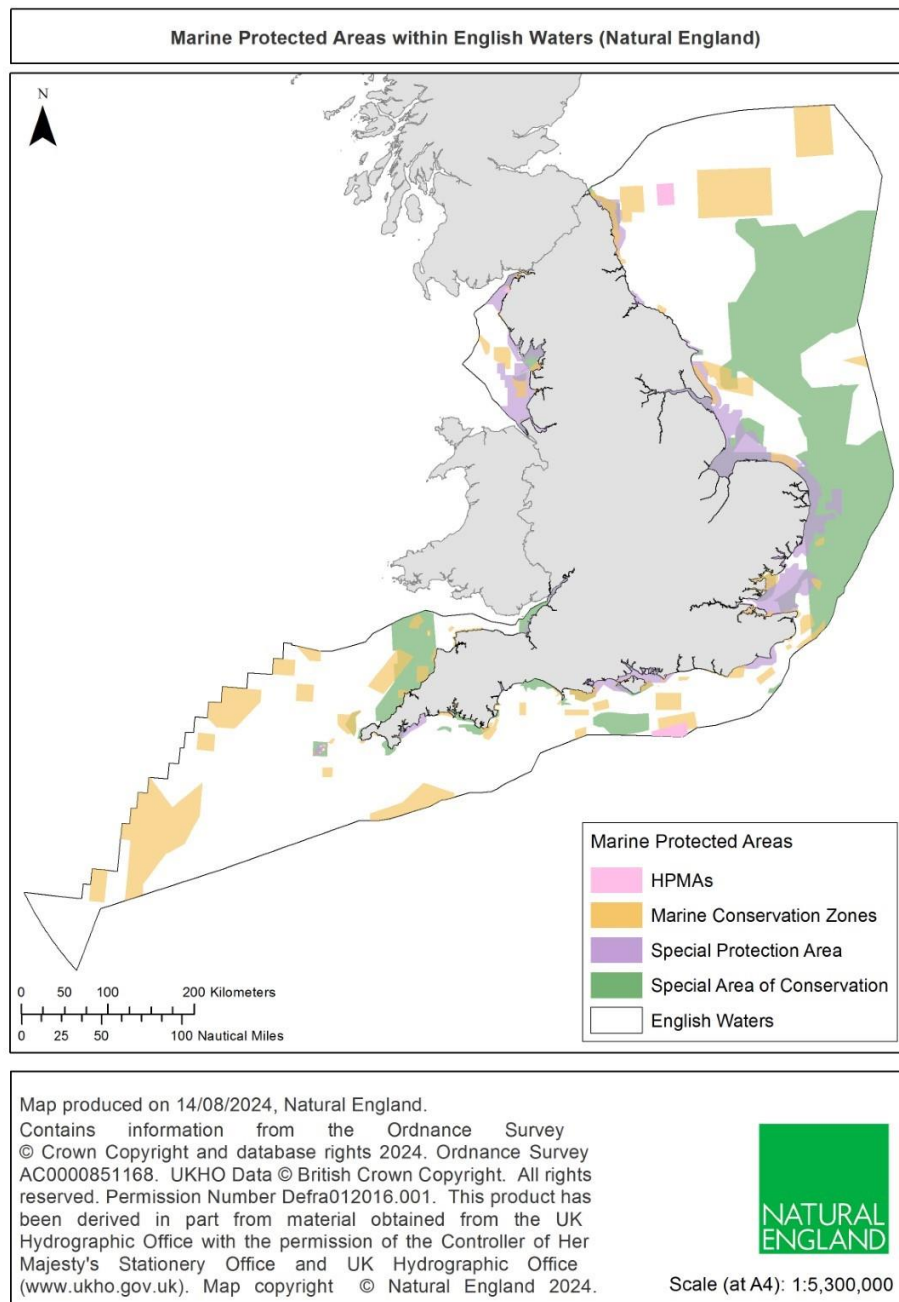 Marine Protected Areas within English Waters (Natural England)
N
Marine Protected Areas
HPMAs
Marine Conservation Zones
Special Protection Area
Special Area of Conservation
English Waters
0 50 100 200 Kilometers
0 25 50 100 Nautical Miles
Map produced on 14/08/2024, Natural England.
Contains information from the Ordnance Survey
© Crown Copyright and database rights 2024. Ordnance Survey
AC0000851168. UKHO Data © British Crown Copyright. All rights
reserved. Permission Number Defra012016.001. This product has
been derived in part from material obtained from the UK
Hydrographic Office with the permission of the Controller of Her
Majesty's Stationery Office and UK Hydrographic Office
(www.ukho.gov.uk). Map copyright © Natural England 2024.
NATURAL
ENGLAND
Scale (at A4): 1:5,300,000